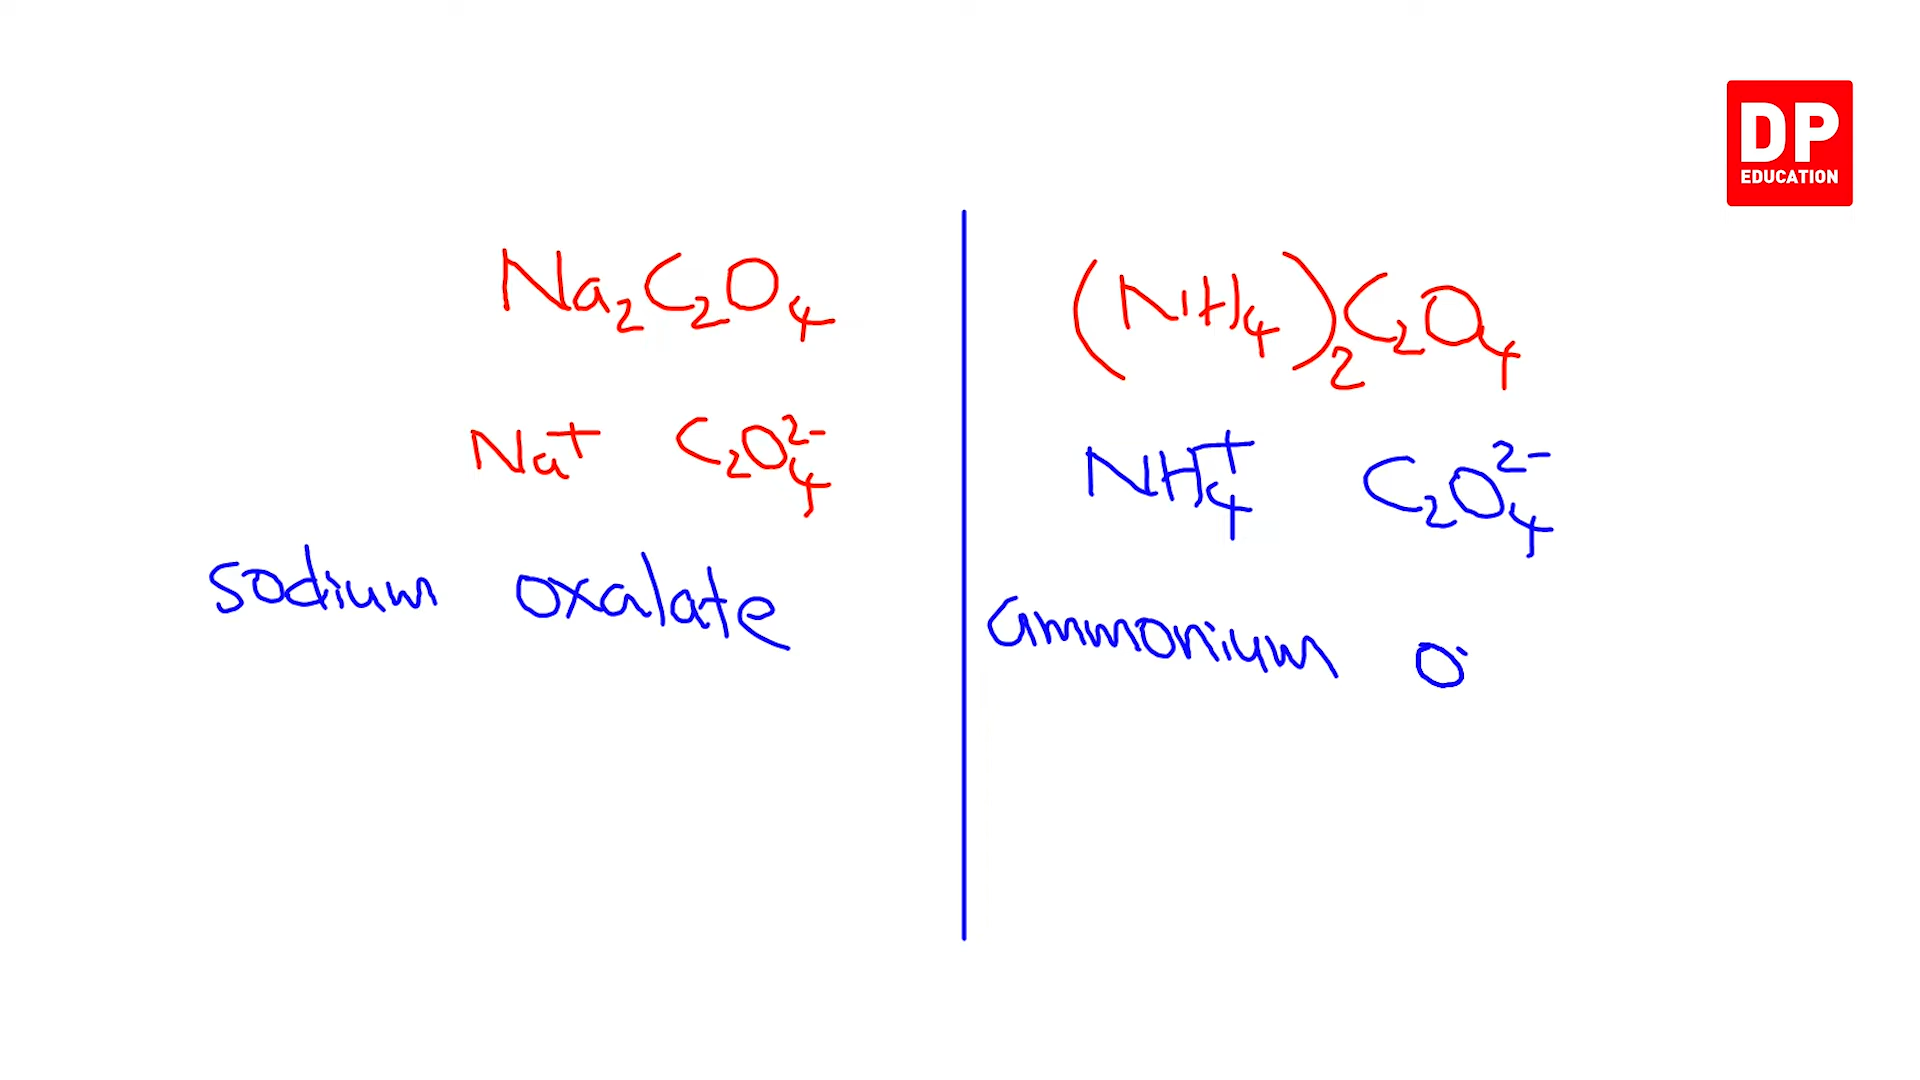 DP
EDUCATION
Na₂C₂O₄
Na⁺ C₂O₄²⁻
sodium oxalate
(NH₄)₂C₂O₄
NH₄⁺ C₂O₄²⁻
ammonium o